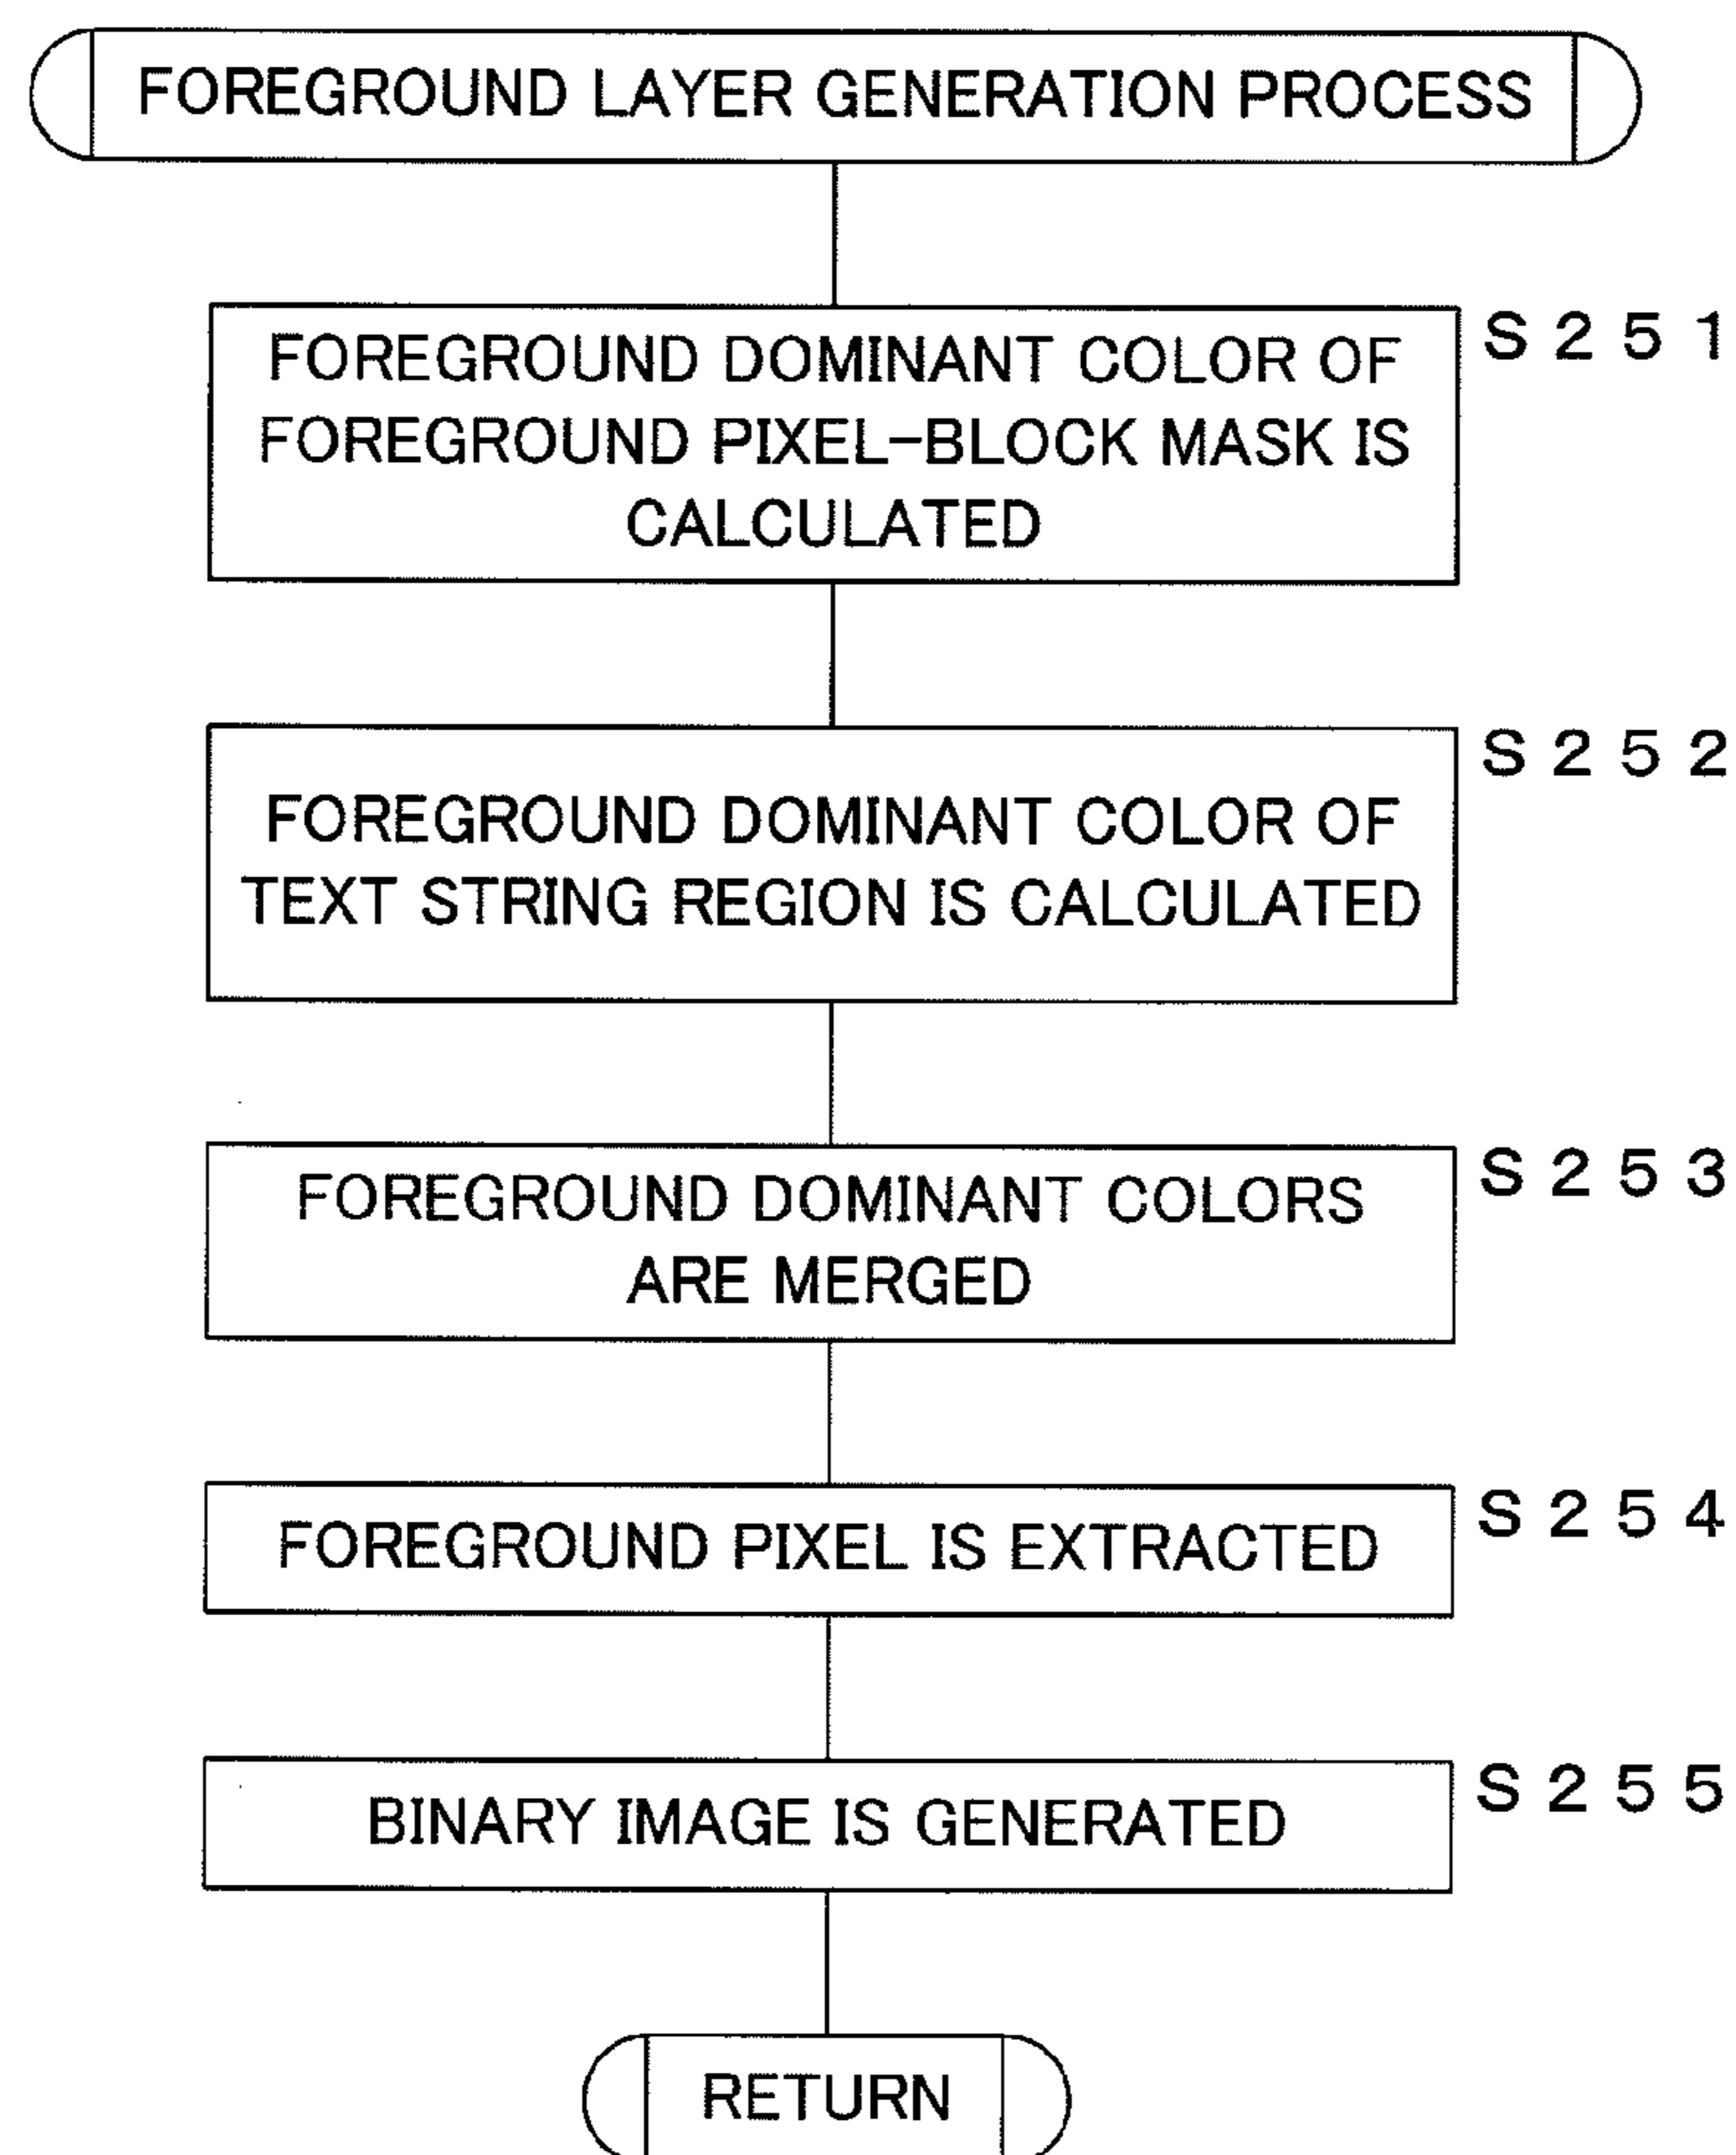 FOREGROUND LAYER GENERATION PROCESS
S251
FOREGROUND DOMINANT COLOR OF
FOREGROUND PIXEL-BLOCK MASK IS
CALCULATED
S252
FOREGROUND DOMINANT COLOR OF
TEXT STRING REGION IS CALCULATED
S253
FOREGROUND DOMINANT COLORS
ARE MERGED
S254
FOREGROUND PIXEL IS EXTRACTED
S255
BINARY IMAGE IS GENERATED
RETURN